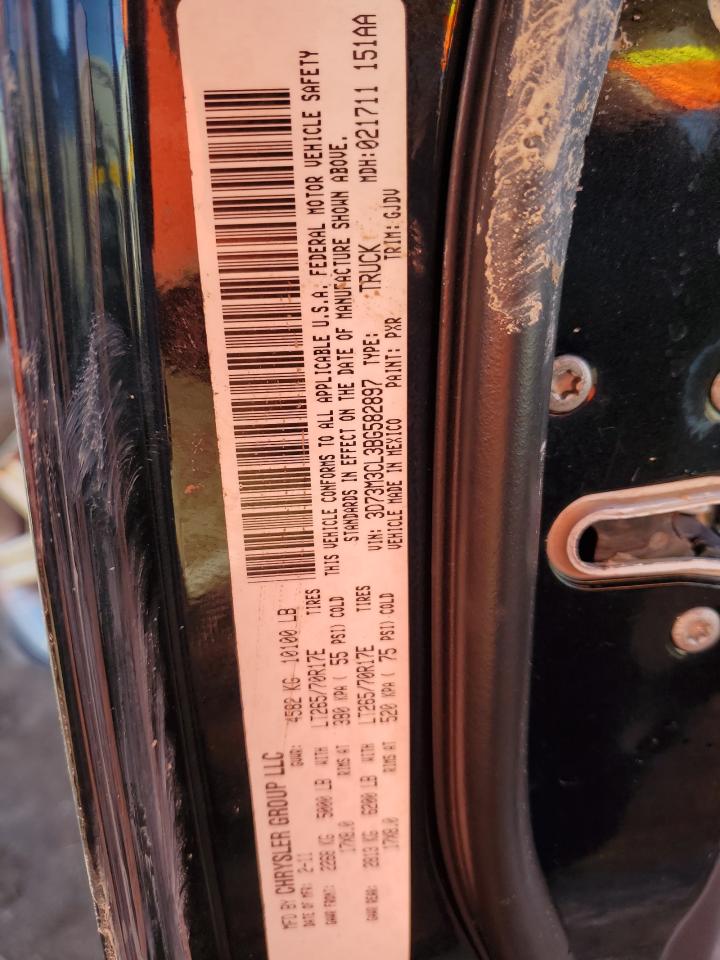 MFD BY CHRYSLER GROUP LLC
DATE OF MFR: 2-11 GVWR: 4582 KG 10100 LB
GAWR FRONT: 2268 KG 5000 LB WITH LT265/70R17E TIRES
17X8.0 RIMS AT 380 KPA ( 55 PSI) COLD
GAWR REAR: 2813 KG 6200 LB WITH LT265/70R17E TIRES
17X8.0 RIMS AT 520 KPA ( 75 PSI) COLD
THIS VEHICLE CONFORMS TO ALL APPLICABLE U.S.A. FEDERAL MOTOR VEHICLE SAFETY
STANDARDS IN EFFECT ON THE DATE OF MANUFACTURE SHOWN ABOVE.
VIN: 3D73M3CL3BG582897 TYPE: TRUCK MDH:021711 151AA
VEHICLE MADE IN MEXICO PAINT: PXR TRIM: GJDV